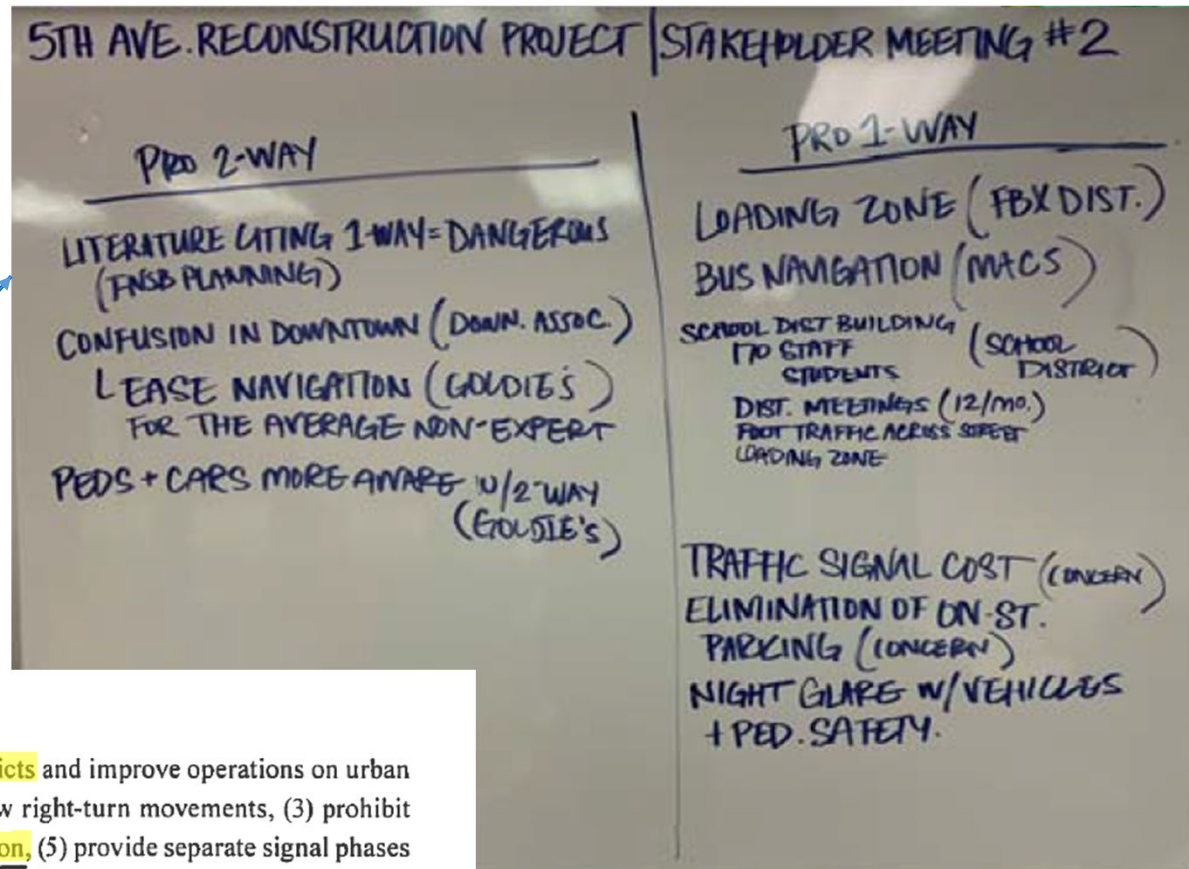 5TH AVE. RECONSTRUCTION PROJECT | STAKEHOLDER MEETING #2
PRO 2-WAY
LITERATURE CITING 1-WAY = DANGEROUS
(FNSB PLANNING)
CONFUSION IN DOWNTOWN (DOWN. ASSOC.)
EASE NAVIGATION (GOLDIE'S)
FOR THE AVERAGE NON-EXPERT
PEDS + CARS MORE AWARE W/2-WAY
(GOLDIE'S)
PRO 1-WAY
LOADING ZONE (FBX DIST.)
BUS NAVIGATION (MACS)
SCHOOL DIST BUILDING
170 STAFF
STUDENTS
(SCHOOL
DISTRICT)
DIST. MEETINGS (12/MO.)
FOOT TRAFFIC ACROSS STREET
LOADING ZONE
TRAFFIC SIGNAL COST (CONCERN)
ELIMINATION OF ON-ST.
PARKING (CONCERN)
NIGHT GLARE W/VEHICLES
+ PED. SAFETY.
icts and improve operations on urban
w right-turn movements, (3) prohibit
on, (5) provide separate signal phases